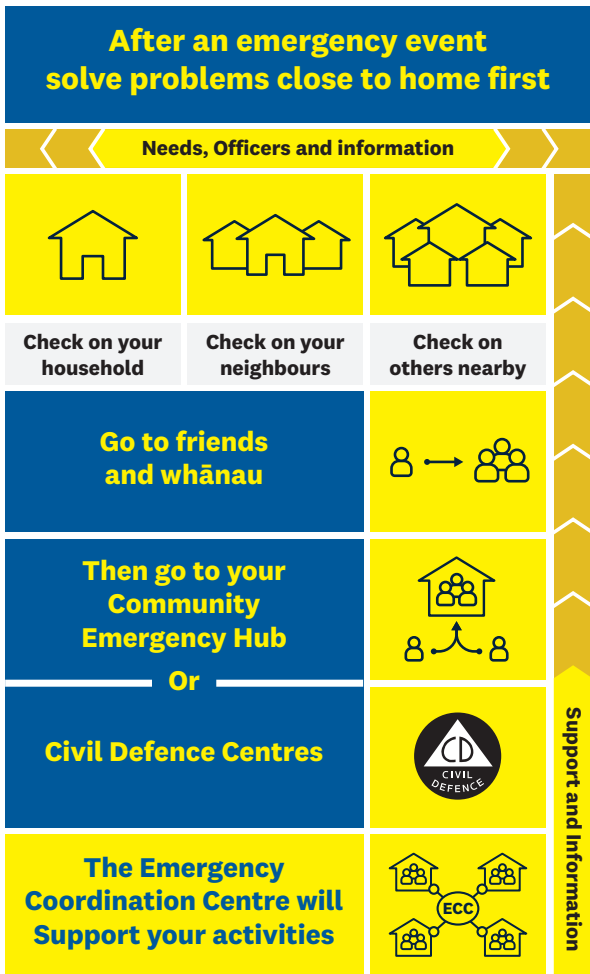 After an emergency event
solve problems close to home first
Needs, Officers and information
Check on your
household
Check on your
neighbours
Check on
others nearby
Go to friends
and whānau
Then go to your
Community
Emergency Hub
Or
Civil Defence Centres
CD
CIVIL
DEFENCE
The Emergency
Coordination Centre will
Support your activities
ECC
Support and Information